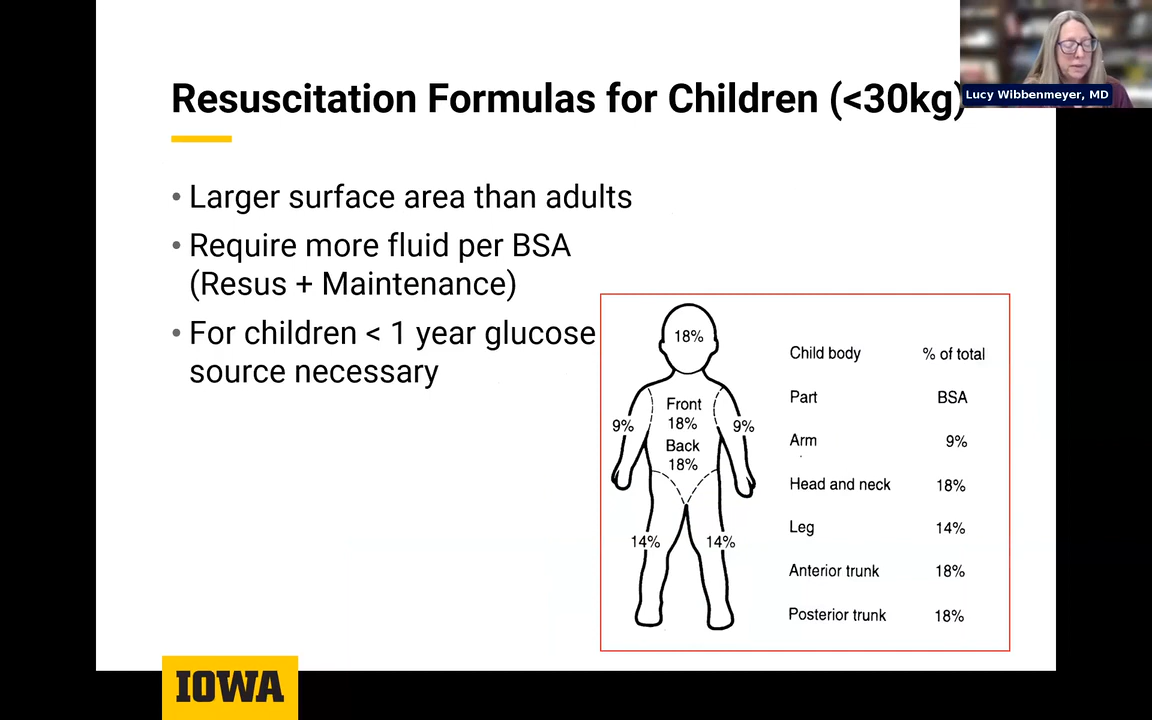 Lucy Wibbenmeyer, MD
Resuscitation Formulas for Children (<30kg)
• Larger surface area than adults
• Require more fluid per BSA
(Resus + Maintenance)
• For children < 1 year glucose
source necessary
18%
Front
18%
Back
18%
9%
9%
14%
14%
Child body % of total
Part BSA
Arm 9%
Head and neck 18%
Leg 14%
Anterior trunk 18%
Posterior trunk 18%
IOWA